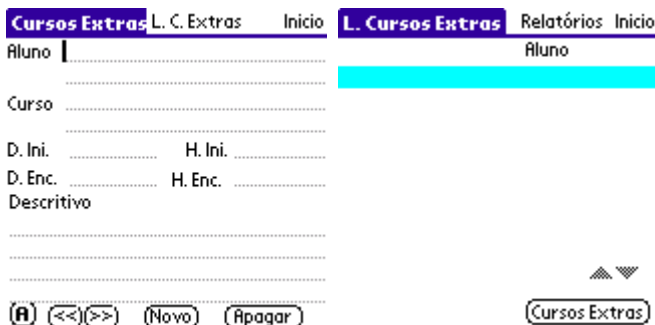 Cursos Extras L. C. Extras Inicio
Aluno
Curso
D. Ini. H. Ini.
D. Enc. H. Enc.
Descritivo
(A) (<<) (>>) (Novo) (Apagar)
L. Cursos Extras Relatórios Inicio
Aluno
(Cursos Extras)